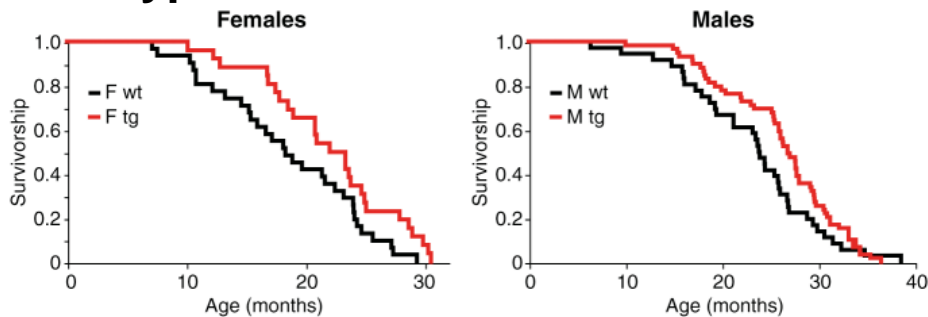 Females
Survivorship
1.0
0.8
0.6
0.4
0.2
0
F wt
F tg
0 10 20 30
Age (months)
Males
Survivorship
1.0
0.8
0.6
0.4
0.2
0
M wt
M tg
0 10 20 30 40
Age (months)